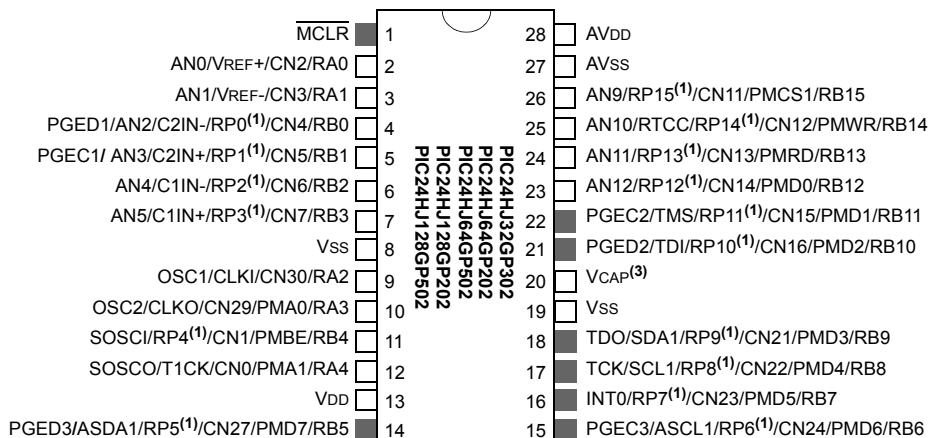 MCLR 1 28 AVDD
AN0/VREF+/CN2/RA0 2 27 AVSS
AN1/VREF-/CN3/RA1 3 26 AN9/RP15(1)/CN11/PMCS1/RB15
PGED1/AN2/C2IN-/RP0(1)/CN4/RB0 4 25 AN10/RTCC/RP14(1)/CN12/PMWR/RB14
PGEC1/ AN3/C2IN+/RP1(1)/CN5/RB1 5 24 AN11/RP13(1)/CN13/PMRD/RB13
AN4/C1IN-/RP2(1)/CN6/RB2 6 23 AN12/RP12(1)/CN14/PMD0/RB12
AN5/C1IN+/RP3(1)/CN7/RB3 7 22 PGEC2/TMS/RP11(1)/CN15/PMD1/RB11
VSS 8 21 PGED2/TDI/RP10(1)/CN16/PMD2/RB10
OSC1/CLKI/CN30/RA2 9 20 VCAP(3)
OSC2/CLKO/CN29/PMA0/RA3 10 19 VSS
SOSCI/RP4(1)/CN1/PMBE/RB4 11 18 TDO/SDA1/RP9(1)/CN21/PMD3/RB9
SOSCO/T1CK/CN0/PMA1/RA4 12 17 TCK/SCL1/RP8(1)/CN22/PMD4/RB8
VDD 13 16 INT0/RP7(1)/CN23/PMD5/RB7
PGED3/ASDA1/RP5(1)/CN27/PMD7/RB5 14 15 PGEC3/ASCL1/RP6(1)/CN24/PMD6/RB6
PIC24HJ32GP302
PIC24HJ64GP202
PIC24HJ64GP502
PIC24HJ128GP202
PIC24HJ128GP502